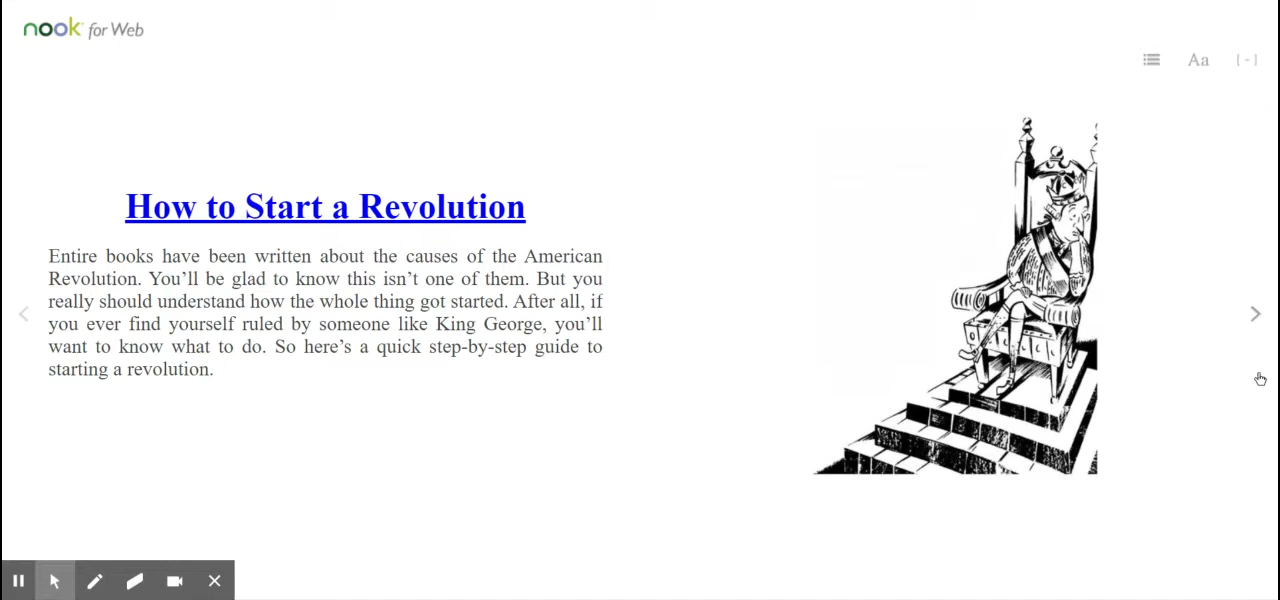 nook for Web
Aa
[ - ]
How to Start a Revolution
Entire books have been written about the causes of the American
Revolution. You’ll be glad to know this isn’t one of them. But you
really should understand how the whole thing got started. After all, if
you ever find yourself ruled by someone like King George, you’ll
want to know what to do. So here’s a quick step-by-step guide to
starting a revolution.